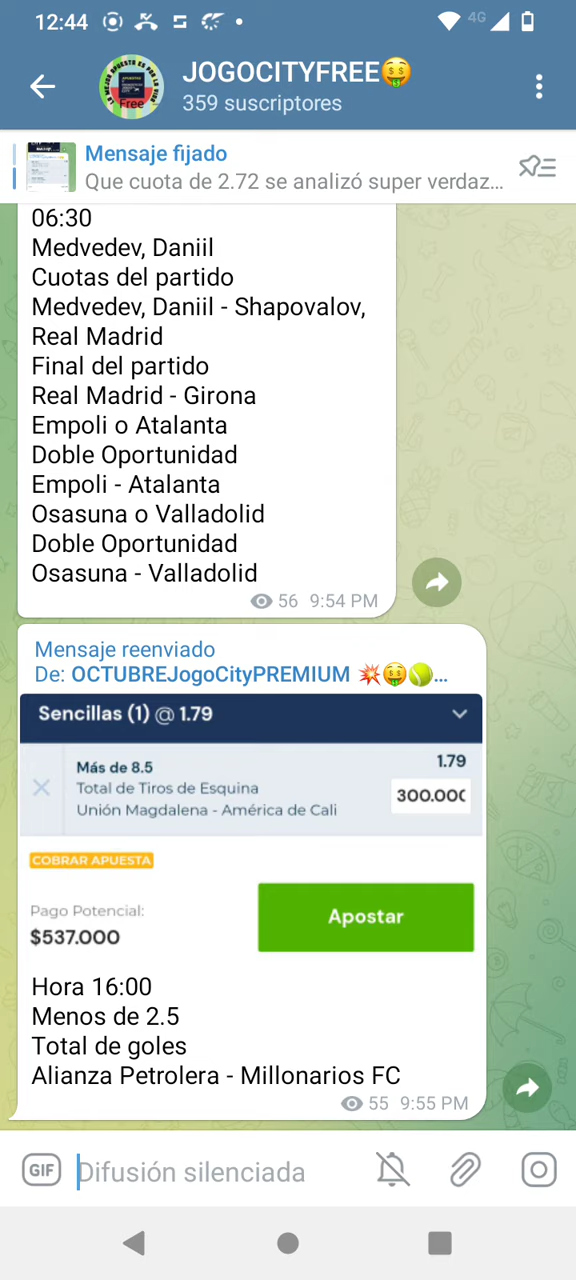 12:44
4G
JOGOCITYFREE🤑
359 suscriptores
Mensaje fijado
Que cuota de 2.72 se analizó super verdaz...
06:30
Medvedev, Daniil
Cuotas del partido
Medvedev, Daniil - Shapovalov,
Real Madrid
Final del partido
Real Madrid - Girona
Empoli o Atalanta
Doble Oportunidad
Empoli - Atalanta
Osasuna o Valladolid
Doble Oportunidad
Osasuna - Valladolid
56 9:54 PM
Mensaje reenviado
De: OCTUBREJogoCityPREMIUM 💥🤑🎾...
Sencillas (1) @ 1.79
Más de 8.5 1.79
Total de Tiros de Esquina 300.000
Unión Magdalena - América de Cali
COBRAR APUESTA
Pago Potencial:
$537.000
Apostar
Hora 16:00
Menos de 2.5
Total de goles
Alianza Petrolera - Millonarios FC
55 9:55 PM
GIF Difusión silenciada